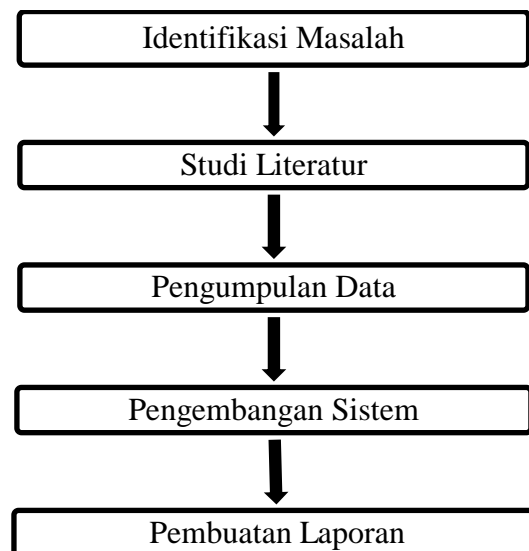 Identifikasi Masalah
Studi Literatur
Pengumpulan Data
Pengembangan Sistem
Pembuatan Laporan